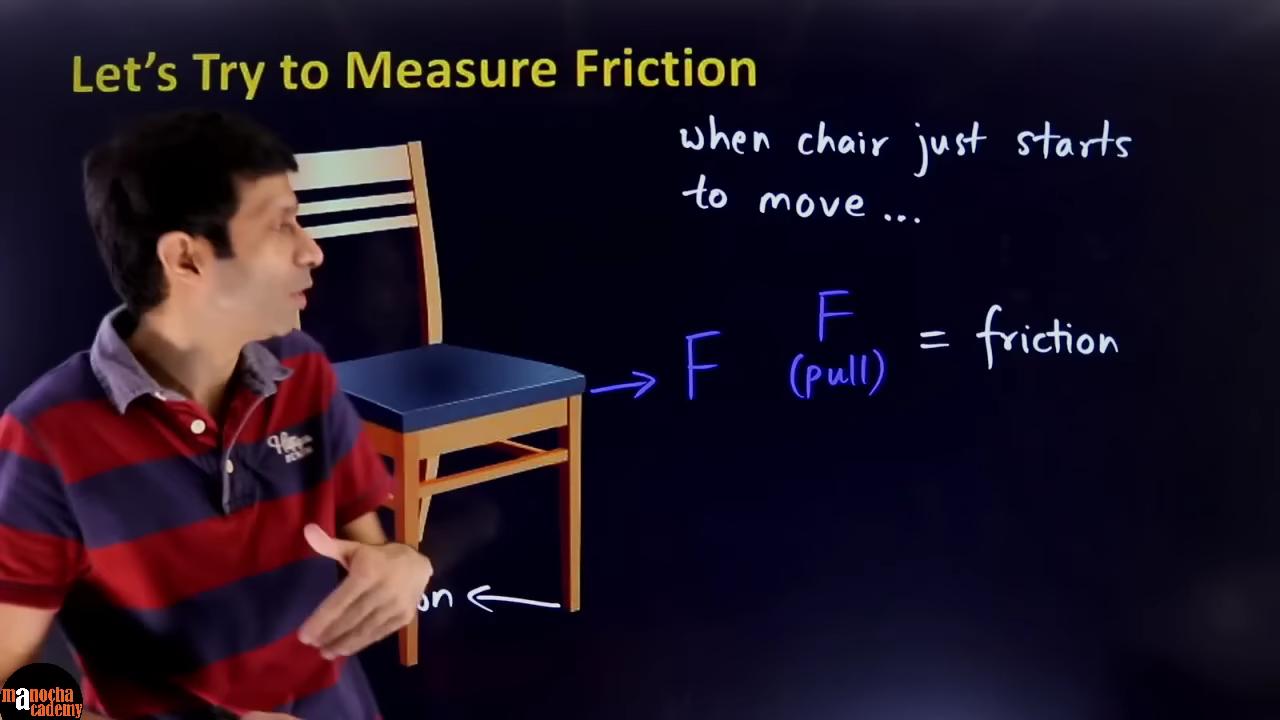 Let's Try to Measure Friction
when chair just starts
to move...
F
F
(pull)
= friction
on
manocha
academy